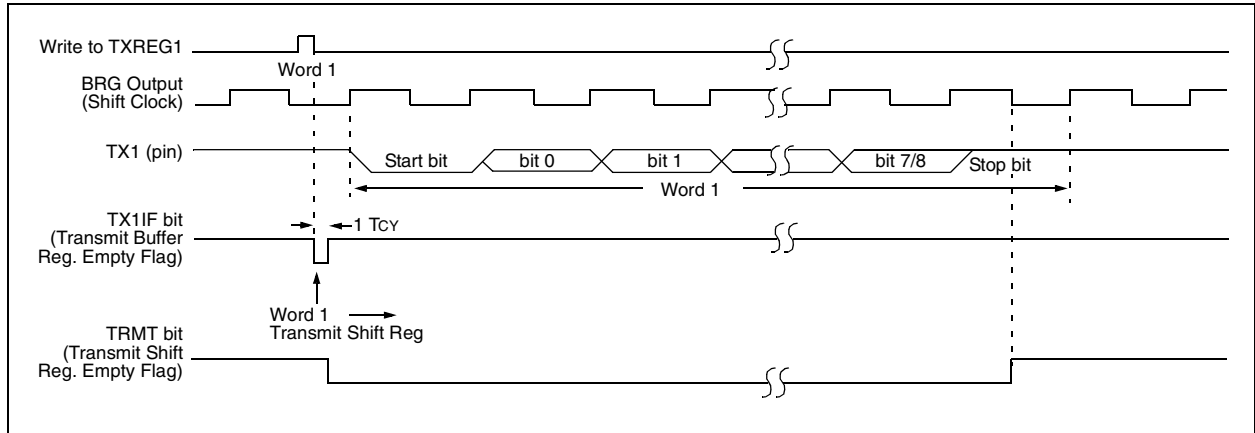 Write to TXREG1
Word 1
BRG Output
(Shift Clock)
TX1 (pin)
Start bit
bit 0
bit 1
bit 7/8
Stop bit
Word 1
TX1IF bit
(Transmit Buffer
Reg. Empty Flag)
1 TCY
Word 1
Transmit Shift Reg
TRMT bit
(Transmit Shift
Reg. Empty Flag)